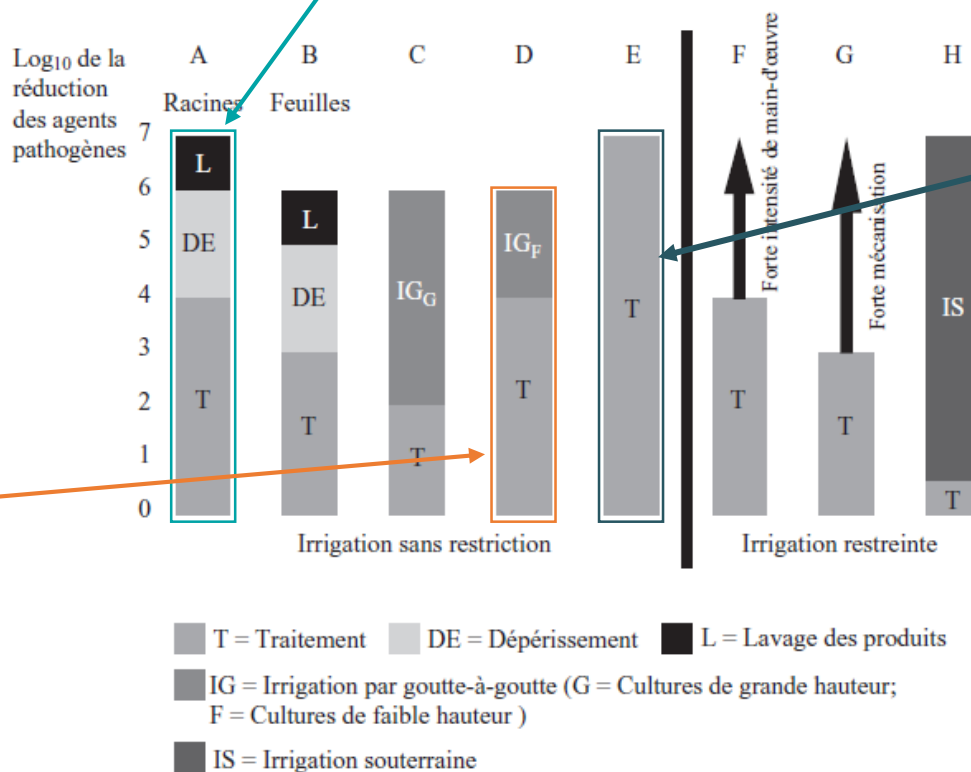 Log₁₀ de la
réduction
des agents
pathogènes
A B C D E F G H
Racines Feuilles
7
6
5
4
3
2
1
0
L
DE
T
L
DE
T
IG_G
T
IG_F
T
T
Forte intensité de main-d'œuvre
T
Forte mécanisation
T
IS
T
Irrigation sans restriction
Irrigation restreinte
T = Traitement DE = Dépérissement L = Lavage des produits
IG = Irrigation par goutte-à-goutte (G = Cultures de grande hauteur;
F = Cultures de faible hauteur )
IS = Irrigation souterraine